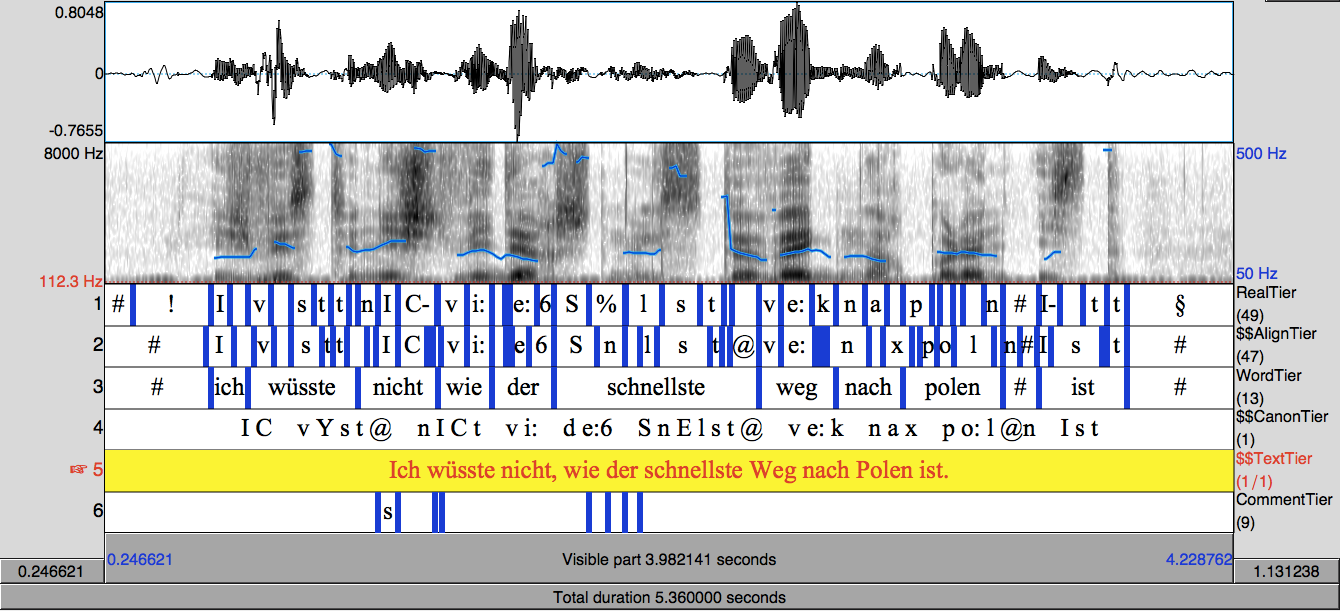 0.8048
0
-0.7655
8000 Hz 500 Hz
112.3 Hz 50 Hz
1 # ! I v s t t n I C- v i: e: 6 S % l s t v e: k n a p n # I- t t § RealTier (49)
2 # I v s t t I C v i: e 6 S n l s t @ v e: n x p o l n # I s t # $$AlignTier (47)
3 # ich wüsste nicht wie der schnellste weg nach polen # ist # WordTier (13)
4 I C v Y s t @ n I C t v i: d e:6 S n E l s t @ v e: k n a x p o: l @ n I s t $$CanonTier (1)
☞ 5 Ich wüsste nicht, wie der schnellste Weg nach Polen ist. $$TextTier (1/1)
6 s CommentTier (9)
0.246621 Visible part 3.982141 seconds 4.228762
0.246621 1.131238
Total duration 5.360000 seconds